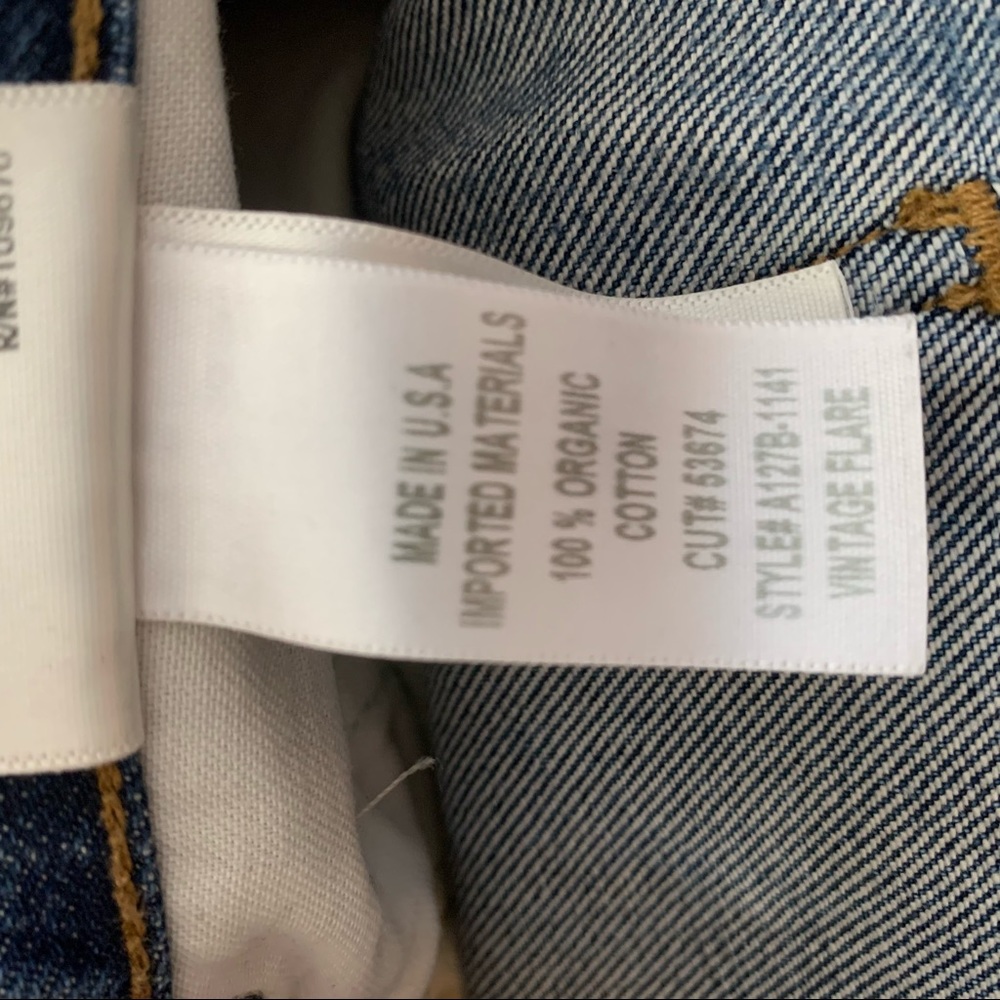 MADE IN U.S.A
IMPORTED MATERIALS
100 % ORGANIC
COTTON
CUT# 53674
STYLE# A127B-1141
VINTAGE FLARE